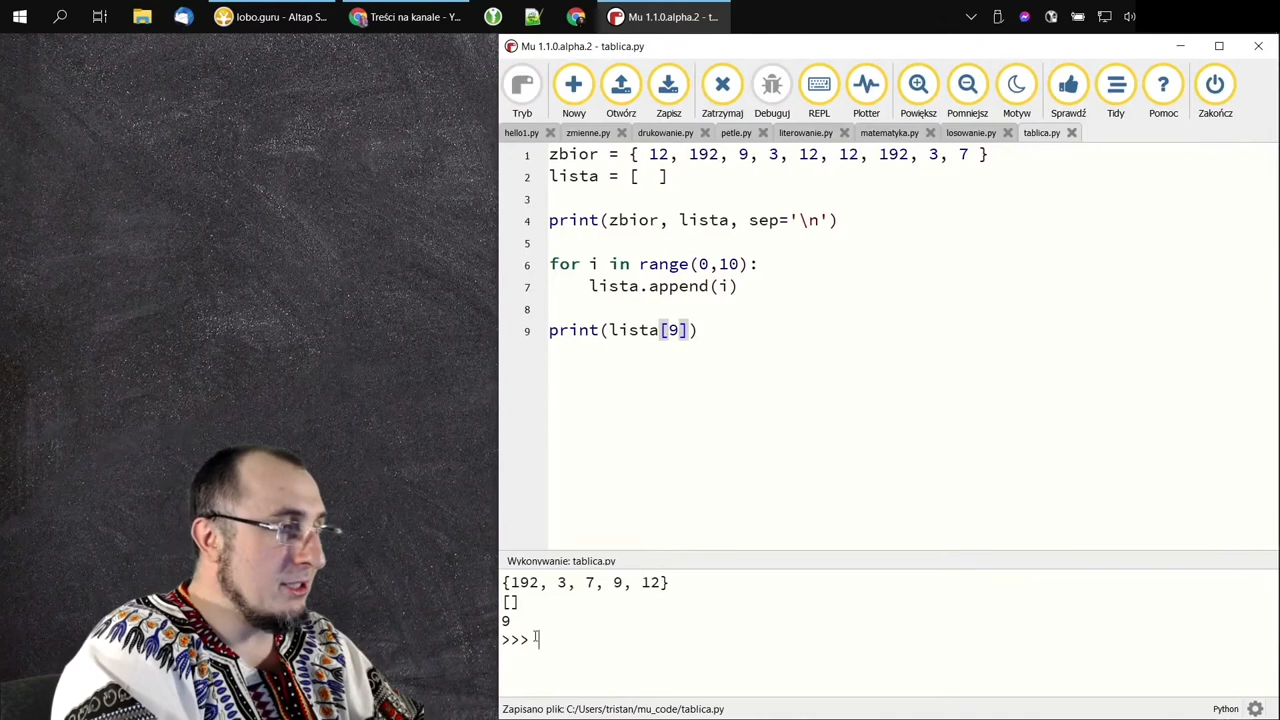 lobo.guru - Altap S...
Treści na kanale - Y...
Mu 1.1.0.alpha.2 - t...
Mu 1.1.0.alpha.2 - tablica.py
Tryb
Nowy
Otwórz
Zapisz
Zatrzymaj
Debuguj
REPL
Plotter
Powiększ
Pomniejsz
Motyw
Sprawdź
Tidy
Pomoc
Zakończ
hello1.py
zmienne.py
drukowanie.py
petle.py
literowanie.py
matematyka.py
losowanie.py
tablica.py
1 zbior = { 12, 192, 9, 3, 12, 12, 192, 3, 7 }
2 lista = [  ]
3
4 print(zbior, lista, sep='\n')
5
6 for i in range(0,10):
7     lista.append(i)
8
9 print(lista[9])
Wykonywanie: tablica.py
{192, 3, 7, 9, 12}
[]
9
>>>
Zapisano plik: C:/Users/tristan/mu_code/tablica.py
Python